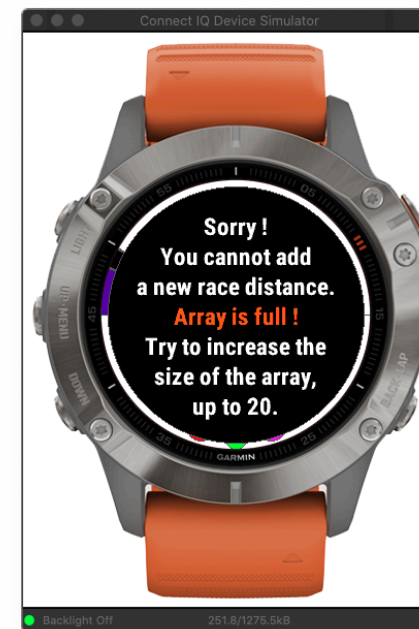 Connect IQ Device Simulator
55
05
LIGHT
Sorry !
You cannot add
a new race distance.
Array is full !
Try to increase the
size of the array,
up to 20.
45
15
UP·MENU
DOWN
BACK·LAP
35
25
GARMIN
Backlight Off
251.8/1275.5kB